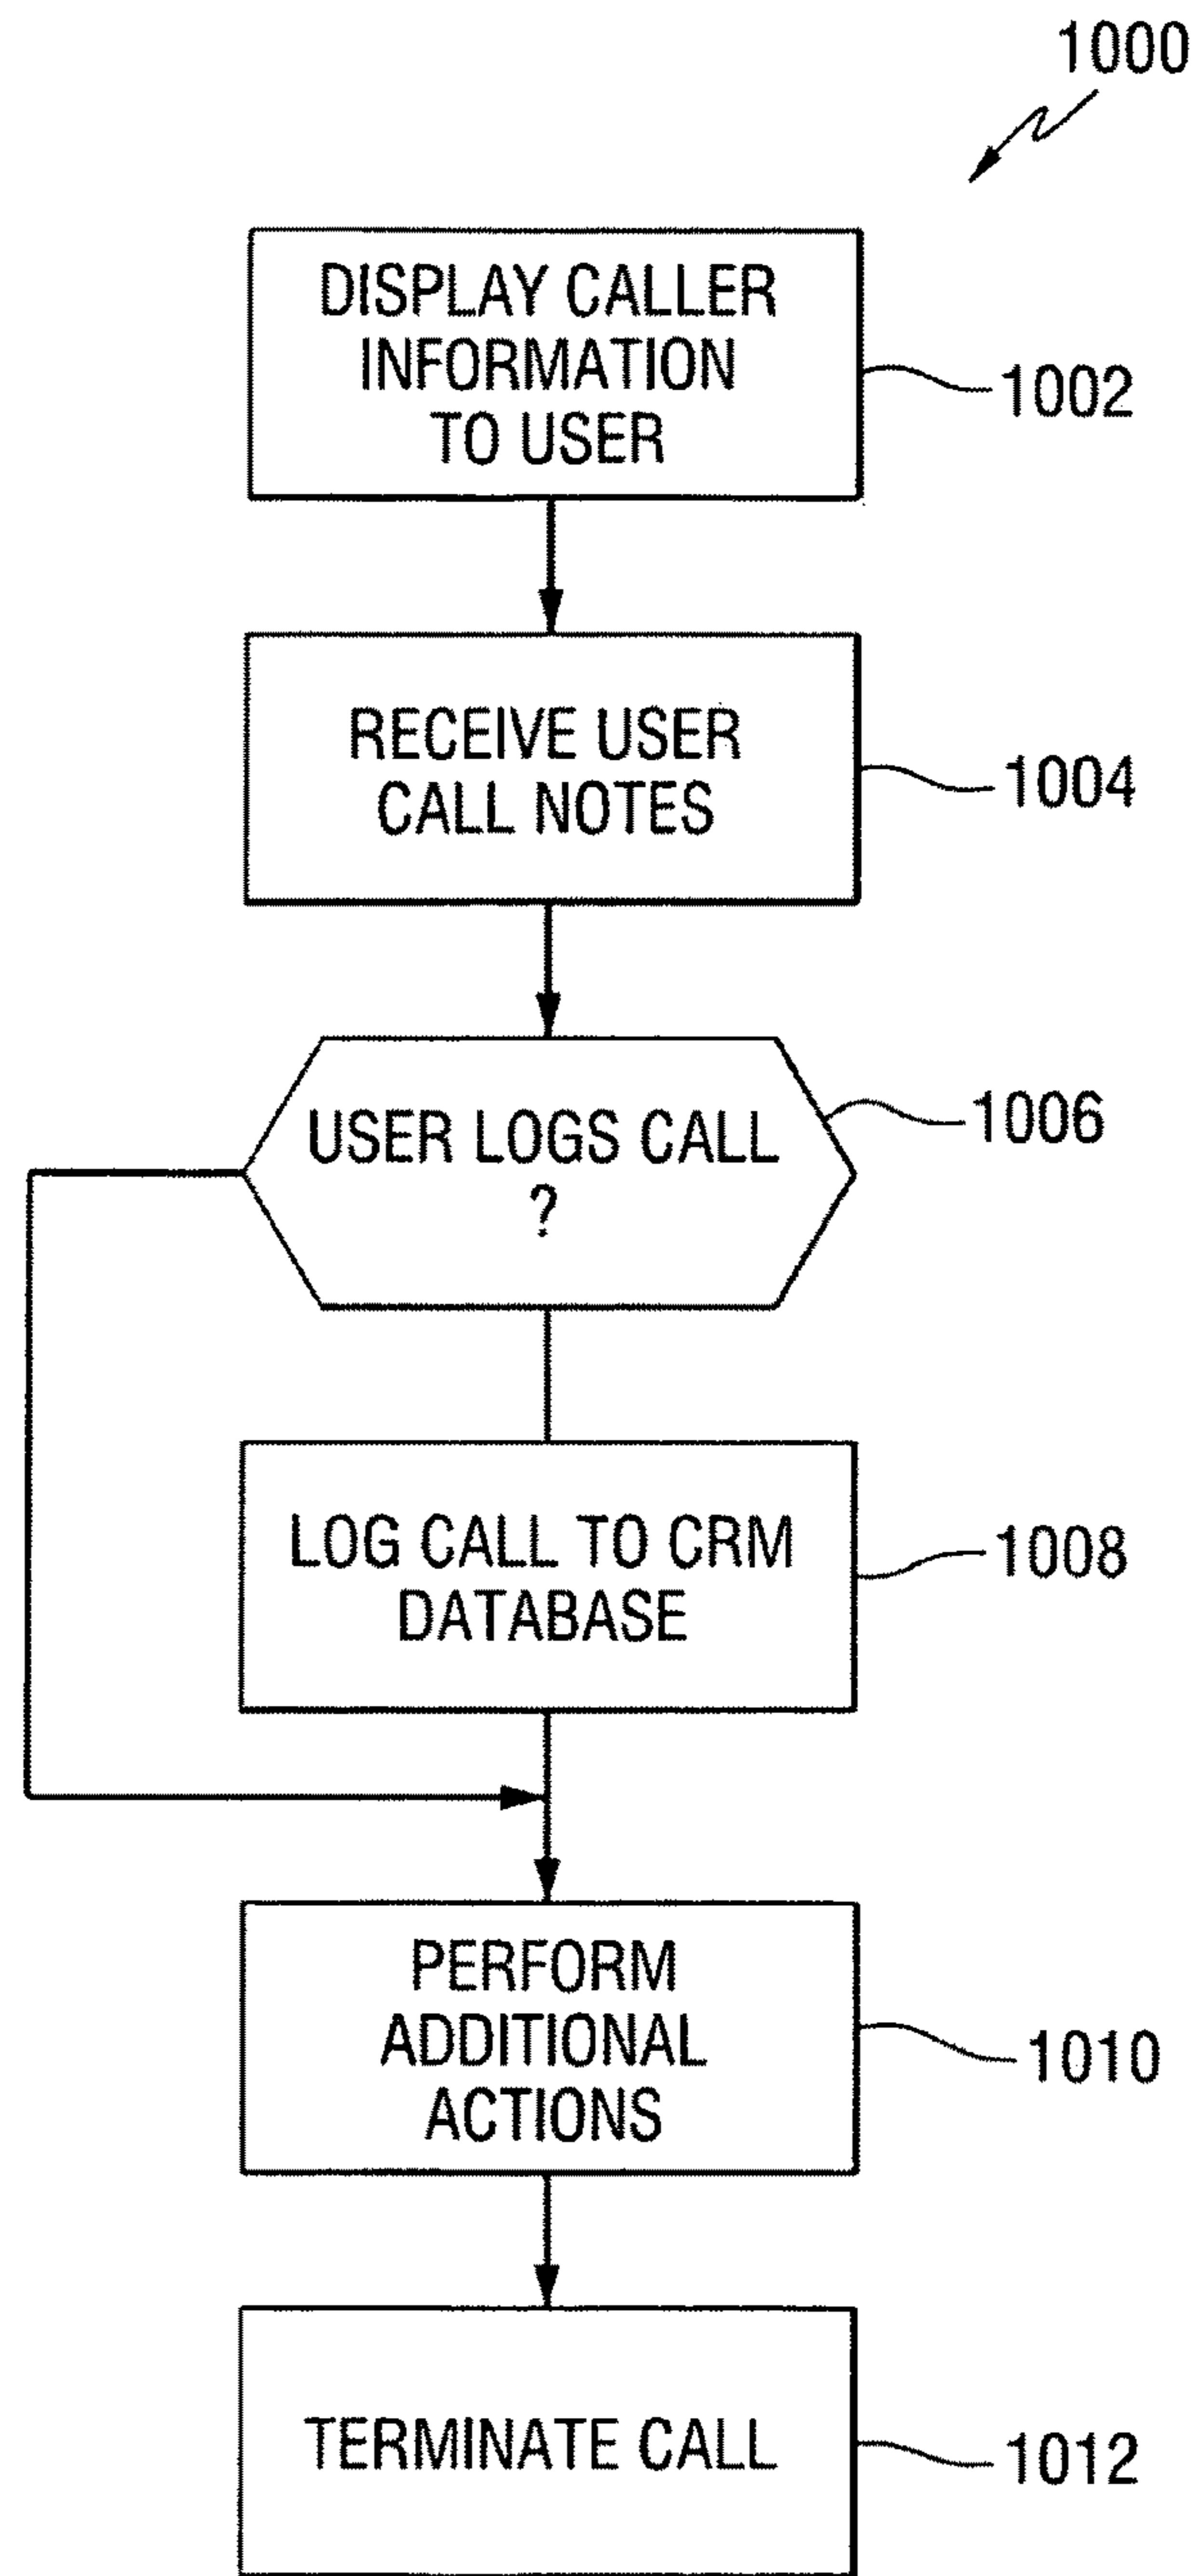 1000
DISPLAY CALLER
INFORMATION
TO USER
1002
RECEIVE USER
CALL NOTES
1004
USER LOGS CALL
?
1006
LOG CALL TO CRM
DATABASE
1008
PERFORM
ADDITIONAL
ACTIONS
1010
TERMINATE CALL
1012